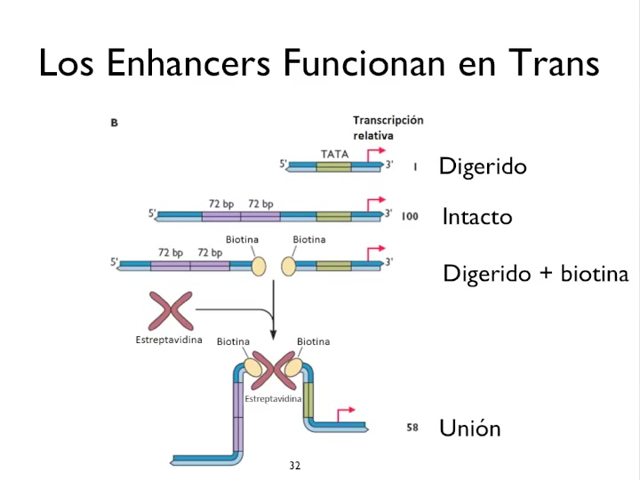 Los Enhancers Funcionan en Trans
B
Transcripción
relativa
TATA
5' 3' 1 Digerido
72 bp 72 bp
5' 3' 100 Intacto
Biotina Biotina
72 bp 72 bp
5' 3' Digerido + biotina
Estreptavidina Biotina Biotina
Estreptavidina
58 Unión
32